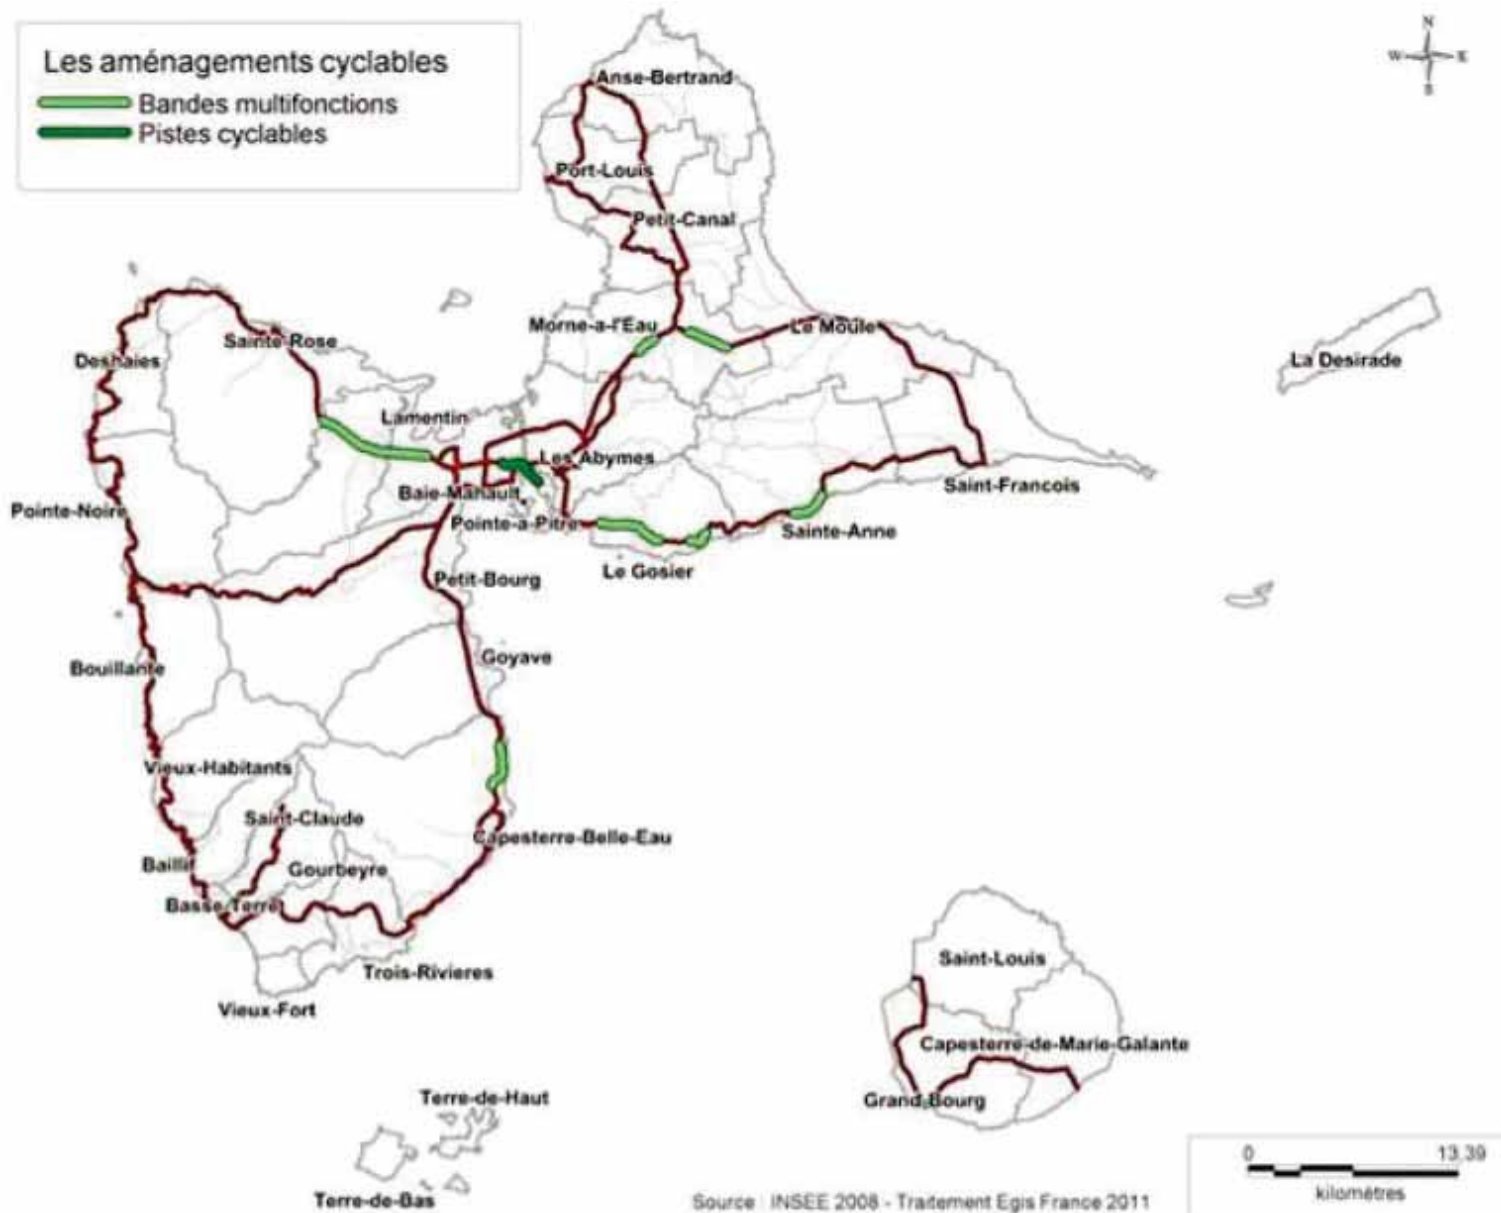 Les aménagements cyclables
Bandes multifonctions
Pistes cyclables
N
W
E
S
Anse-Bertrand
Port-Louis
Petit-Canal
Morne-a-l'Eau
Le Moule
Sainte-Rose
Deshaies
La Desirade
Lamentin
Les Abymes
Baie-Mahault
Saint-Francois
Pointe-Noire
Pointe-a-Pitre
Sainte-Anne
Le Gosier
Petit-Bourg
Goyave
Bouillante
Vieux-Habitants
Saint-Claude
Capesterre-Belle-Eau
Baillif
Gourbeyre
Basse-Terre
Trois-Rivieres
Vieux-Fort
Saint-Louis
Capesterre-de-Marie-Galante
Grand-Bourg
Terre-de-Haut
Terre-de-Bas
0 13,39
kilométres
Source : INSEE 2008 - Traitement Egis France 2011